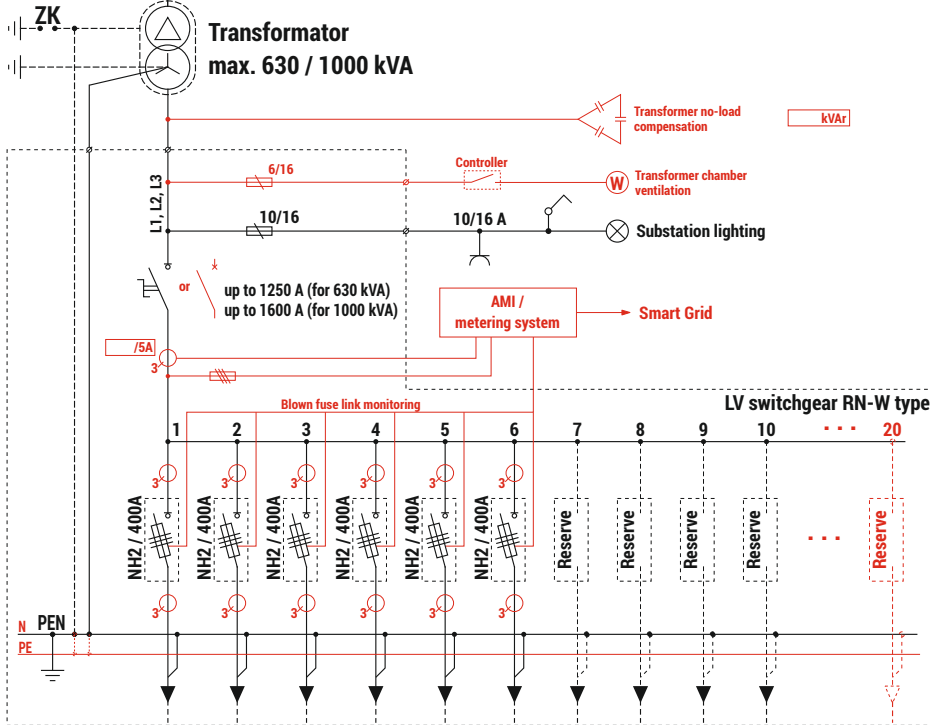 ZK
Transformator
max. 630 / 1000 kVA
Transformer no-load
compensation
kVAr
6/16
Controller
W
Transformer chamber
ventilation
L1, L2, L3
10/16
10/16 A
Substation lighting
or
up to 1250 A (for 630 kVA)
up to 1600 A (for 1000 kVA)
AMI /
metering system
Smart Grid
/5A
3
Blown fuse link monitoring
LV switchgear RN-W type
1 2 3 4 5 6 7 8 9 10 ... 20
3 3 3 3 3 3
NH2 / 400A NH2 / 400A NH2 / 400A NH2 / 400A NH2 / 400A NH2 / 400A Reserve Reserve Reserve Reserve ... Reserve
3 3 3 3 3 3
N PEN
PE